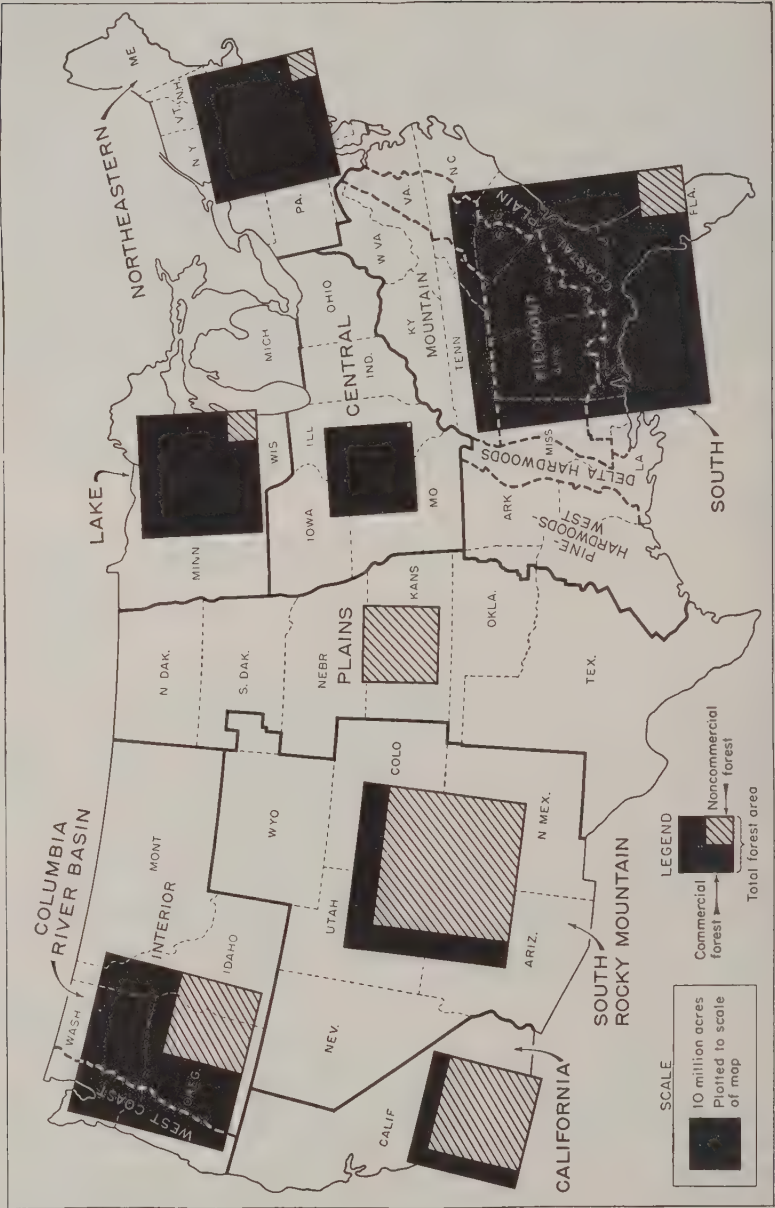 COLUMBIA
RIVER BASIN
INTERIOR
WEST COAST
WASH
OREG.
IDAHO
MONT
CALIFORNIA
CALIF
SOUTH
ROCKY MOUNTAIN
NEV.
UTAH
ARIZ.
WYO
COLO
N MEX.
PLAINS
N DAK.
S. DAK.
NEBR
KANS
OKLA.
TEX.
LAKE
MINN
WIS
MICH
CENTRAL
IOWA
ILL
IND.
OHIO
MO
NORTHEASTERN
ME
VT.
NH
N Y
PA.
SOUTH
MOUNTAIN
PIEDMONT
COASTAL PLAIN
DELTA HARDWOODS
PINE-
HARDWOODS
WEST
W VA
VA.
KY
TENN
N C
ARK
MISS
LA
FLA.
SCALE
10 million acres
Plotted to scale
of map
LEGEND
Commercial
forest
Noncommercial
forest
Total forest area